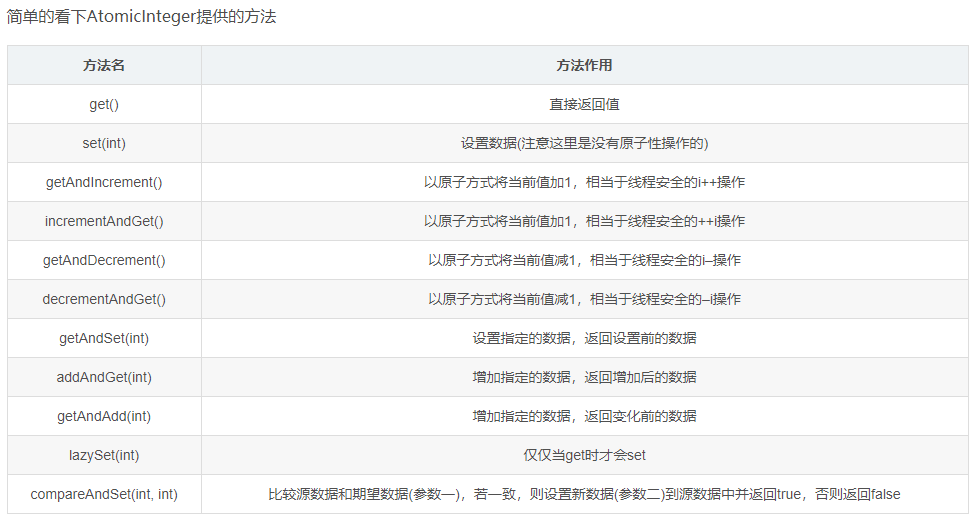 简单的看下AtomicInteger提供的方法
方法名 方法作用
get() 直接返回值
set(int) 设置数据(注意这里是没有原子性操作的)
getAndIncrement() 以原子方式将当前值加1，相当于线程安全的i++操作
incrementAndGet() 以原子方式将当前值加1，相当于线程安全的++i操作
getAndDecrement() 以原子方式将当前值减1，相当于线程安全的i–操作
decrementAndGet() 以原子方式将当前值减1，相当于线程安全的–i操作
getAndSet(int) 设置指定的数据，返回设置前的数据
addAndGet(int) 增加指定的数据，返回增加后的数据
getAndAdd(int) 增加指定的数据，返回变化前的数据
lazySet(int) 仅仅当get时才会set
compareAndSet(int, int) 比较源数据和期望数据(参数一)，若一致，则设置新数据(参数二)到源数据中并返回true，否则返回false